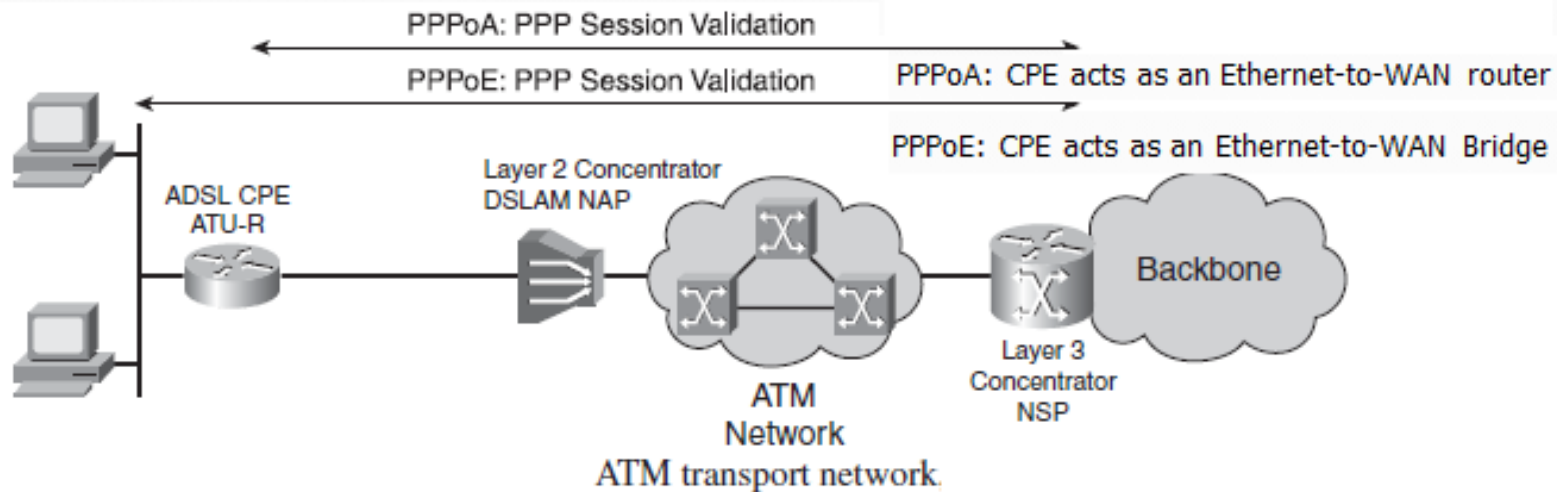 PPPoA: PPP Session Validation
PPPoE: PPP Session Validation
PPPoA: CPE acts as an Ethernet-to-WAN router
PPPoE: CPE acts as an Ethernet-to-WAN Bridge
ADSL CPE
ATU-R
Layer 2 Concentrator
DSLAM NAP
ATM
Network
Layer 3
Concentrator
NSP
Backbone
ATM transport network